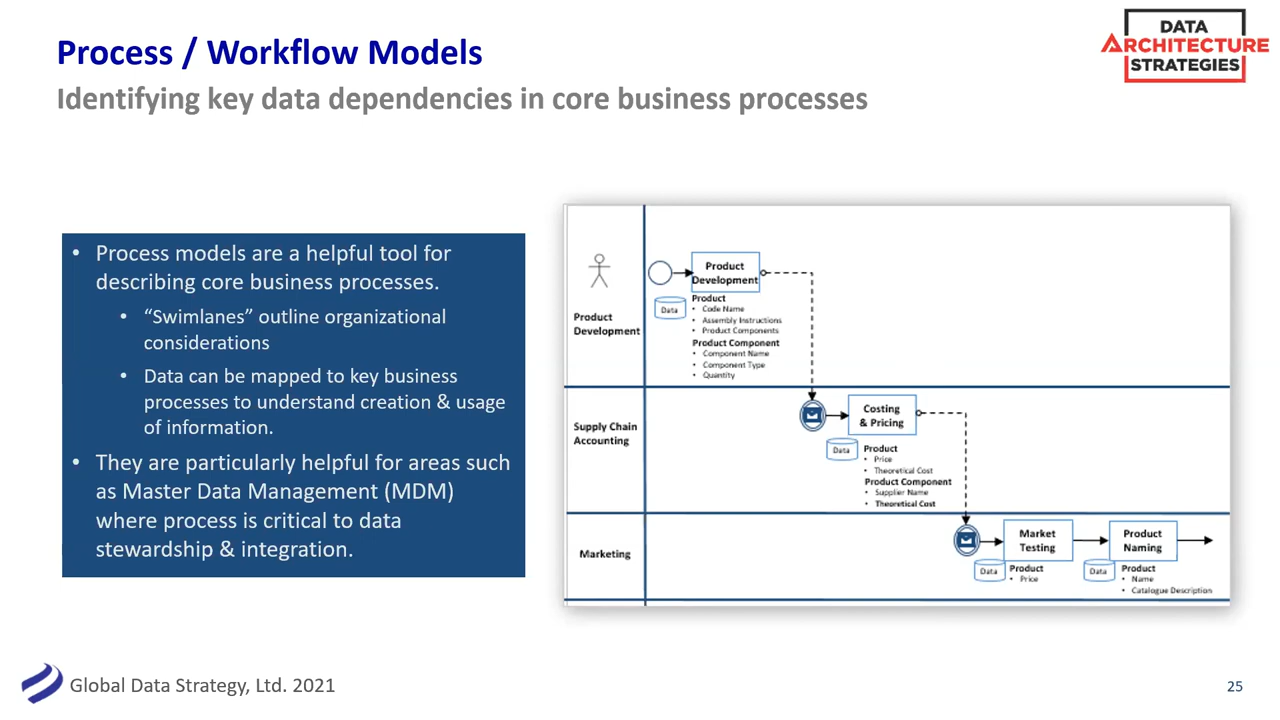 Process / Workflow Models
Identifying key data dependencies in core business processes
DATA
ARCHITECTURE
STRATEGIES
• Process models are a helpful tool for
describing core business processes.
• “Swimlanes” outline organizational
considerations
• Data can be mapped to key business
processes to understand creation & usage
of information.
• They are particularly helpful for areas such
as Master Data Management (MDM)
where process is critical to data
stewardship & integration.
Product
Development
Product
Development
Data
Product
• Code Name
• Assembly Instructions
• Product Components
Product Component
• Component Name
• Component Type
• Quantity
Supply Chain
Accounting
Costing
& Pricing
Data
Product
• Price
• Theoretical Cost
Product Component
• Supplier Name
• Theoretical Cost
Marketing
Market
Testing
Data
Product
• Price
Product
Naming
Data
Product
• Name
• Catalogue Description
Global Data Strategy, Ltd. 2021
25